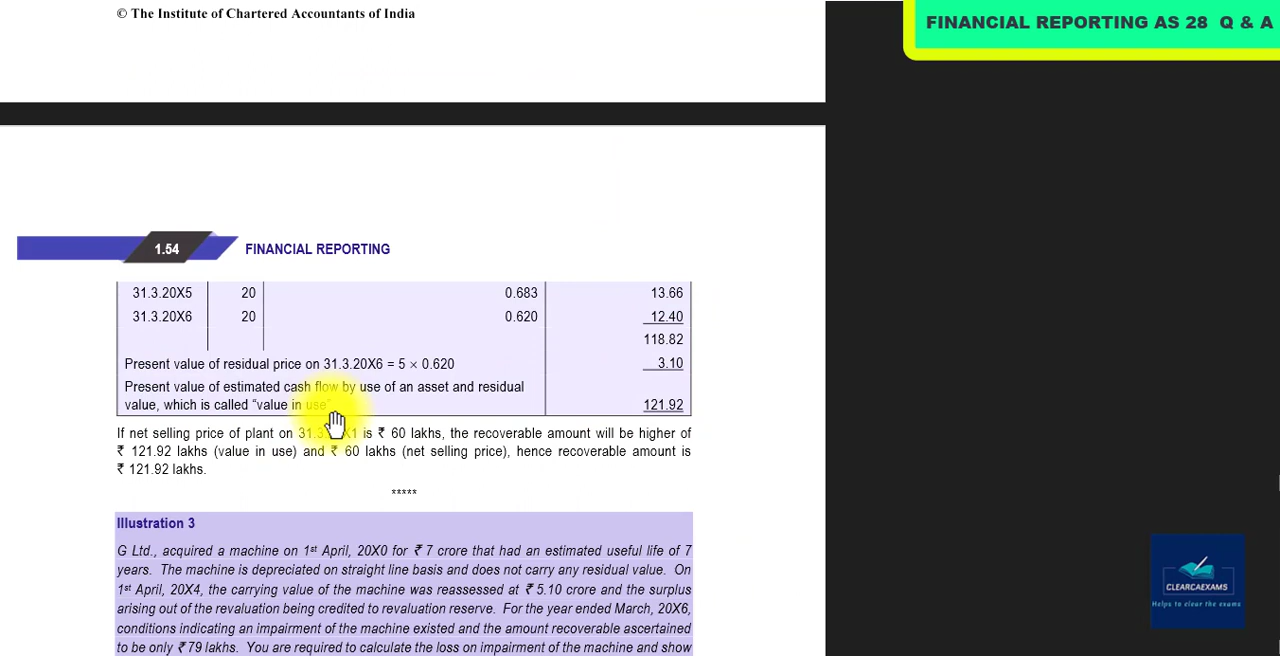 © The Institute of Chartered Accountants of India
FINANCIAL REPORTING AS 28 Q & A
1.54 FINANCIAL REPORTING
31.3.20X5 20 0.683 13.66
31.3.20X6 20 0.620 12.40
118.82
Present value of residual price on 31.3.20X6 = 5 × 0.620 3.10
Present value of estimated cash flow by use of an asset and residual
value, which is called “value in use” 121.92
If net selling price of plant on 31.3. X1 is ₹ 60 lakhs, the recoverable amount will be higher of
₹ 121.92 lakhs (value in use) and ₹ 60 lakhs (net selling price), hence recoverable amount is
₹ 121.92 lakhs.
*****
Illustration 3
G Ltd., acquired a machine on 1st April, 20X0 for ₹ 7 crore that had an estimated useful life of 7
years. The machine is depreciated on straight line basis and does not carry any residual value. On
1st April, 20X4, the carrying value of the machine was reassessed at ₹ 5.10 crore and the surplus
arising out of the revaluation being credited to revaluation reserve. For the year ended March, 20X6,
conditions indicating an impairment of the machine existed and the amount recoverable ascertained
to be only ₹ 79 lakhs. You are required to calculate the loss on impairment of the machine and show
CLEARCAEXAMS
Helps to clear the exams